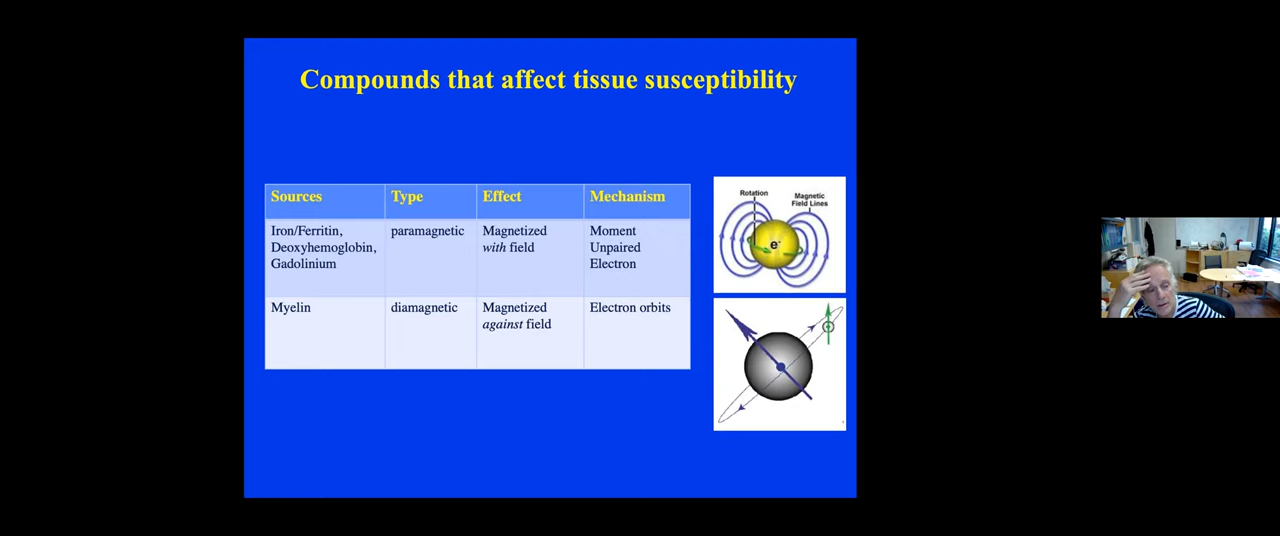 Compounds that affect tissue susceptibility
Sources Type Effect Mechanism
Iron/Ferritin, paramagnetic Magnetized Moment
Deoxyhemoglobin, with field Unpaired
Gadolinium Electron
Myelin diamagnetic Magnetized Electron orbits
against field
Rotation Magnetic
Field Lines
e-